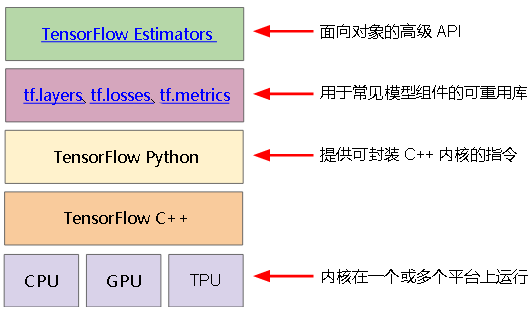 TensorFlow Estimators
面向对象的高级 API
tf.layers、tf.losses、tf.metrics
用于常见模型组件的可重用库
TensorFlow Python
提供可封装 C++ 内核的指令
TensorFlow C++
CPU
GPU
TPU
内核在一个或多个平台上运行